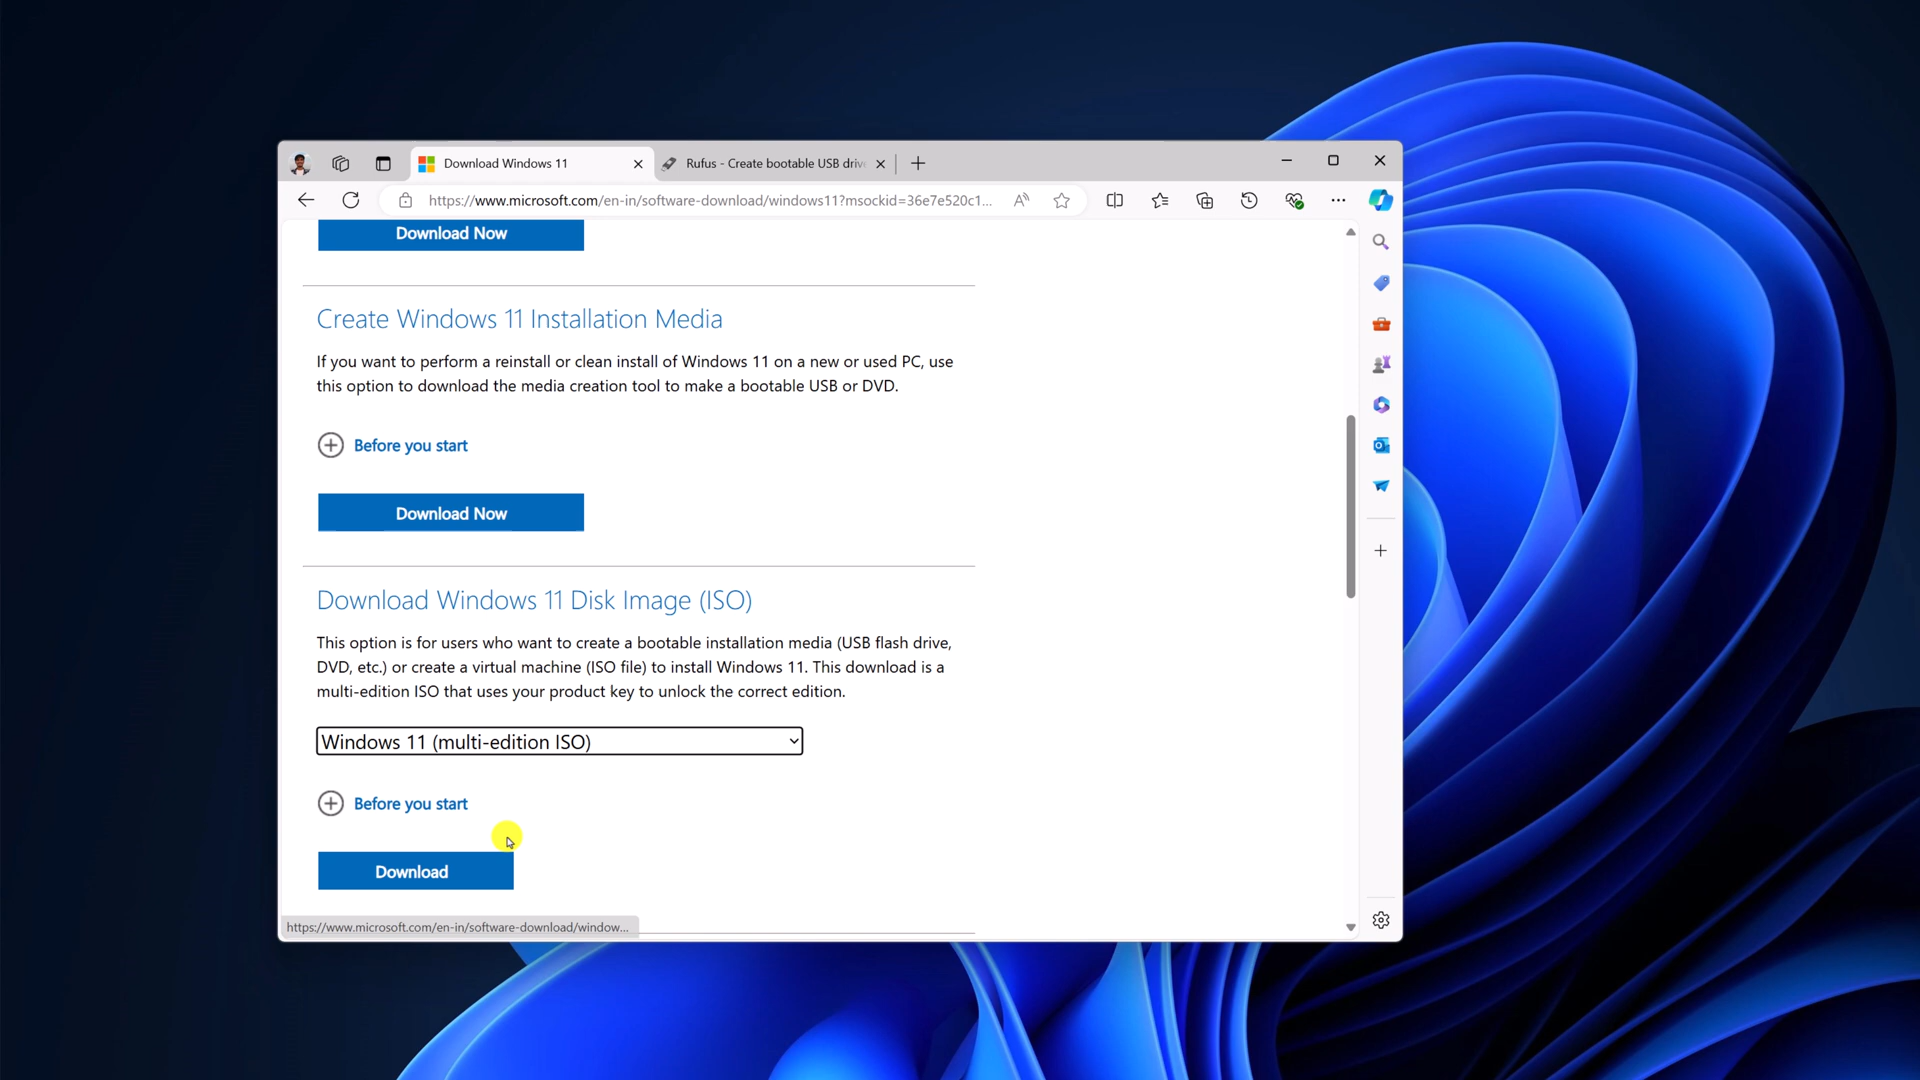 Download Windows 11
Rufus - Create bootable USB driv
https://www.microsoft.com/en-in/software-download/windows11?msockid=36e7e520c1...
Download Now
Create Windows 11 Installation Media
If you want to perform a reinstall or clean install of Windows 11 on a new or used PC, use
this option to download the media creation tool to make a bootable USB or DVD.
Before you start
Download Now
Download Windows 11 Disk Image (ISO)
This option is for users who want to create a bootable installation media (USB flash drive,
DVD, etc.) or create a virtual machine (ISO file) to install Windows 11. This download is a
multi-edition ISO that uses your product key to unlock the correct edition.
Windows 11 (multi-edition ISO)
Before you start
Download
https://www.microsoft.com/en-in/software-download/window...